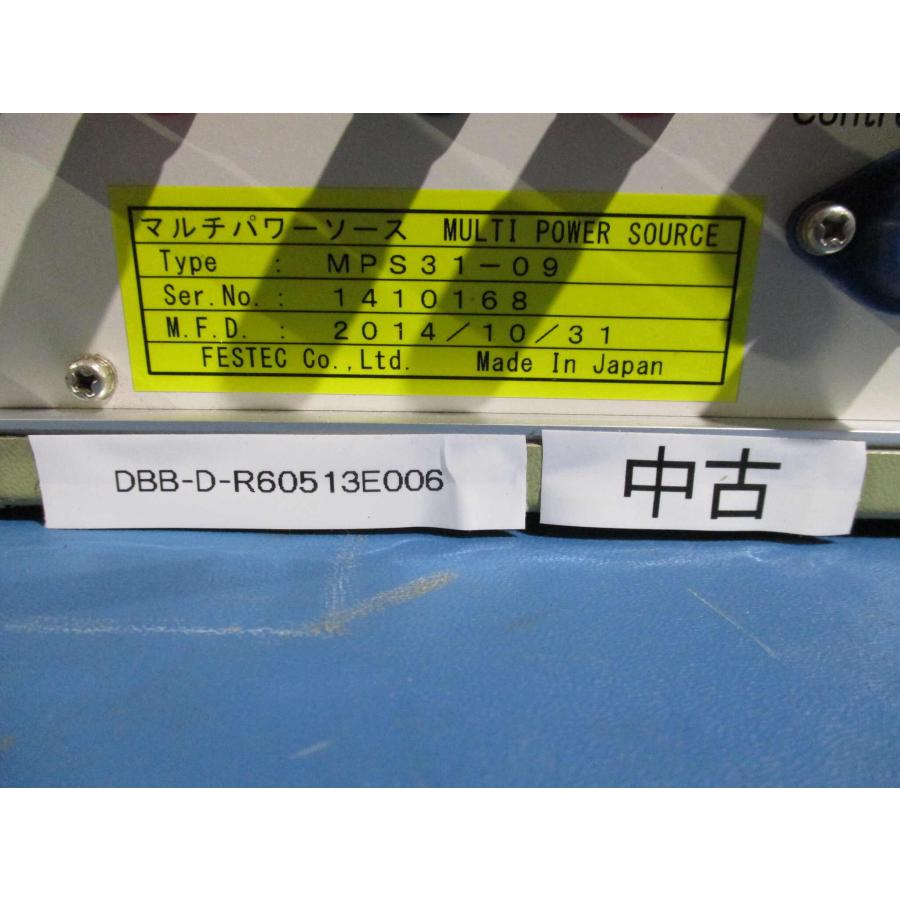 マルチパワーソース MULTI POWER SOURCE
Type : MPS31-09
Ser.No. : 1410168
M.F.D. : 2014/10/31
FESTEC Co.,Ltd. Made In Japan
DBB-D-R60513E006
中古